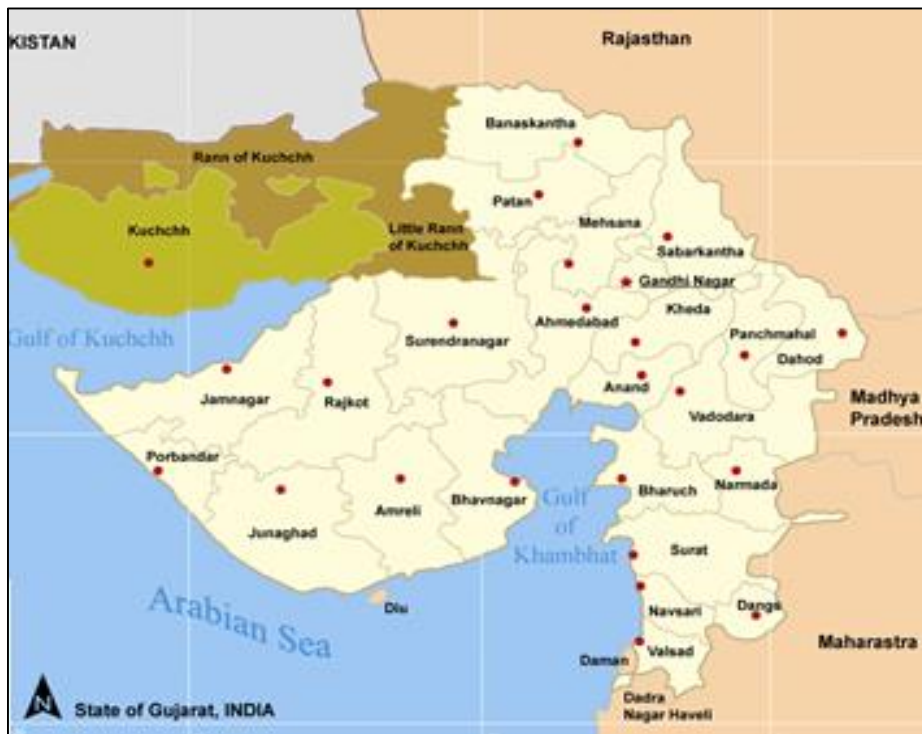 KISTAN
Rajasthan
Banaskantha
Rann of Kuchchh
Patan
Mehsana
Kuchchh
Little Rann
of Kuchchh
Sabarkantha
Gandhi Nagar
Kheda
Ahmedabad
Gulf of Kuchchh
Surendranagar
Panchmahal
Dahod
Jamnagar
Rajkot
Anand
Vadodara
Madhya
Pradesh
Porbandar
Junaghad
Amreli
Bhavnagar
Gulf
of
Khambhat
Bharuch
Narmada
Surat
Arabian Sea
Diu
Navsari
Dangs
Daman
Valsad
Maharastra
Dadra
Nagar Haveli
N
State of Gujarat, INDIA